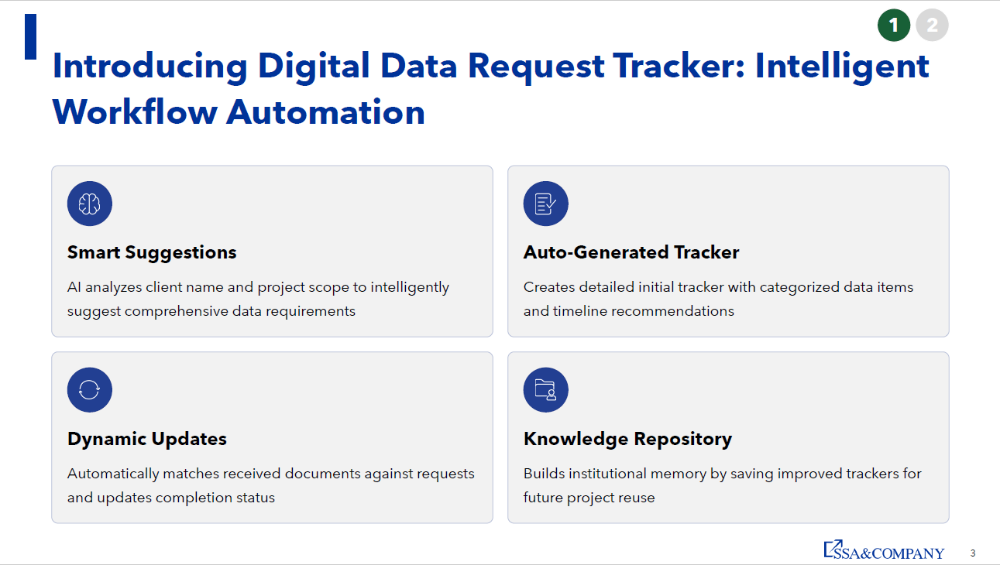 1 2
Introducing Digital Data Request Tracker: Intelligent
Workflow Automation
Smart Suggestions
AI analyzes client name and project scope to intelligently
suggest comprehensive data requirements
Auto-Generated Tracker
Creates detailed initial tracker with categorized data items
and timeline recommendations
Dynamic Updates
Automatically matches received documents against requests
and updates completion status
Knowledge Repository
Builds institutional memory by saving improved trackers for
future project reuse
SSA&COMPANY
3